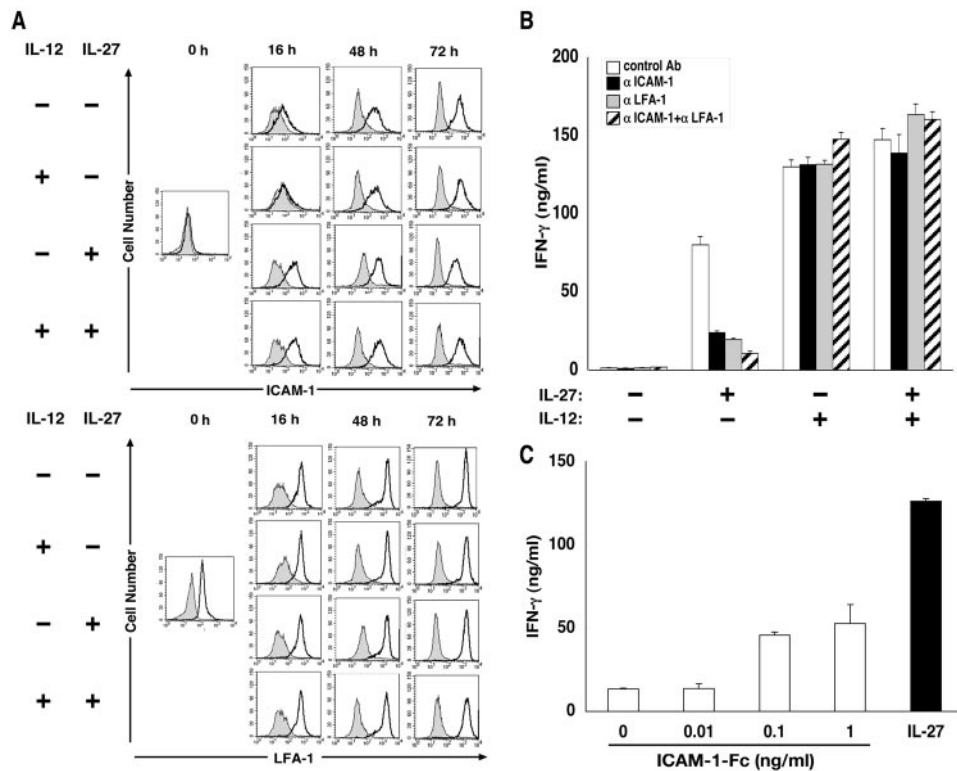 A
IL-12 IL-27 0 h 16 h 48 h 72 h
Cell Number
− −
+ −
− +
+ +
ICAM-1
IL-12 IL-27 0 h 16 h 48 h 72 h
Cell Number
− −
+ −
− +
+ +
LFA-1
B
200
150
100
50
0
IFN-γ (ng/ml)
control Ab
α ICAM-1
α LFA-1
α ICAM-1+α LFA-1
IL-27: − + − +
IL-12: − − + +
C
150
100
50
0
IFN-γ (ng/ml)
0 0.01 0.1 1 IL-27
ICAM-1-Fc (ng/ml)